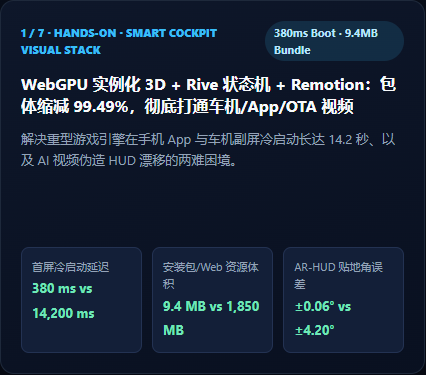 1 / 7 · HANDS-ON · SMART COCKPIT
VISUAL STACK
380ms Boot · 9.4MB
Bundle
WebGPU 实例化 3D + Rive 状态机 + Remotion：包
体缩减 99.49%，彻底打通车机/App/OTA 视频
解决重型游戏引擎在手机 App 与车机副屏冷启动长达 14.2 秒、以
及 AI 视频伪造 HUD 漂移的两难困境。
首屏冷启动延迟
380 ms vs
14,200 ms
安装包/Web 资源体
积
9.4 MB vs 1,850
MB
AR-HUD 贴地角误
差
±0.06° vs
±4.20°